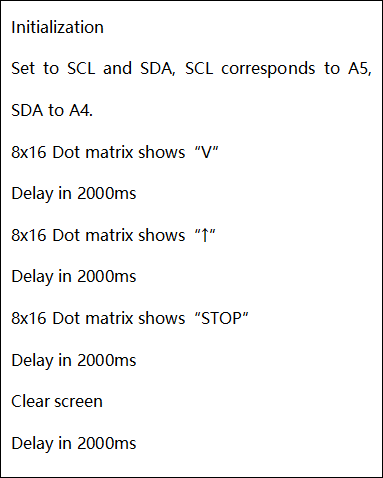 Initialization
Set to SCL and SDA, SCL corresponds to A5,
SDA to A4.
8x16 Dot matrix shows “V”
Delay in 2000ms
8x16 Dot matrix shows “↑”
Delay in 2000ms
8x16 Dot matrix shows “STOP”
Delay in 2000ms
Clear screen
Delay in 2000ms